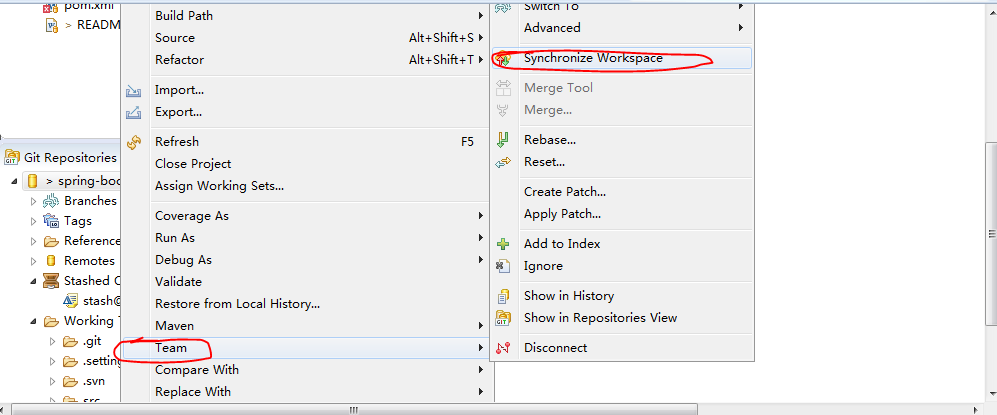 pom.xml
> READM
Build Path
Source Alt+Shift+S
Refactor Alt+Shift+T
Import...
Export...
Refresh F5
Close Project
Assign Working Sets...
Coverage As
Run As
Debug As
Validate
Restore from Local History...
Maven
Team
Compare With
Replace With
Switch To
Advanced
Synchronize Workspace
Merge Tool
Merge...
Rebase...
Reset...
Create Patch...
Apply Patch...
Add to Index
Ignore
Show in History
Show in Repositories View
Disconnect
Git Repositories
> spring-boo
Branches
Tags
Reference
Remotes
Stashed C
stash@
Working T
.git
.setting
.svn
src